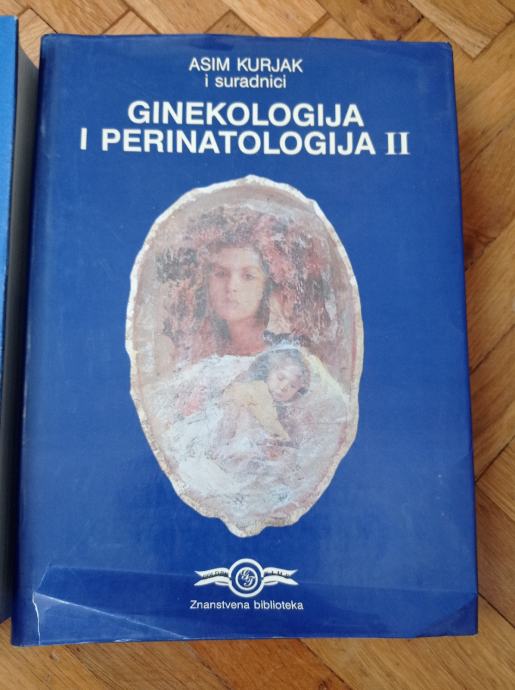 ASIM KURJAK
i suradnici
GINEKOLOGIJA
I PERINATOLOGIJA II
Znanstvena biblioteka